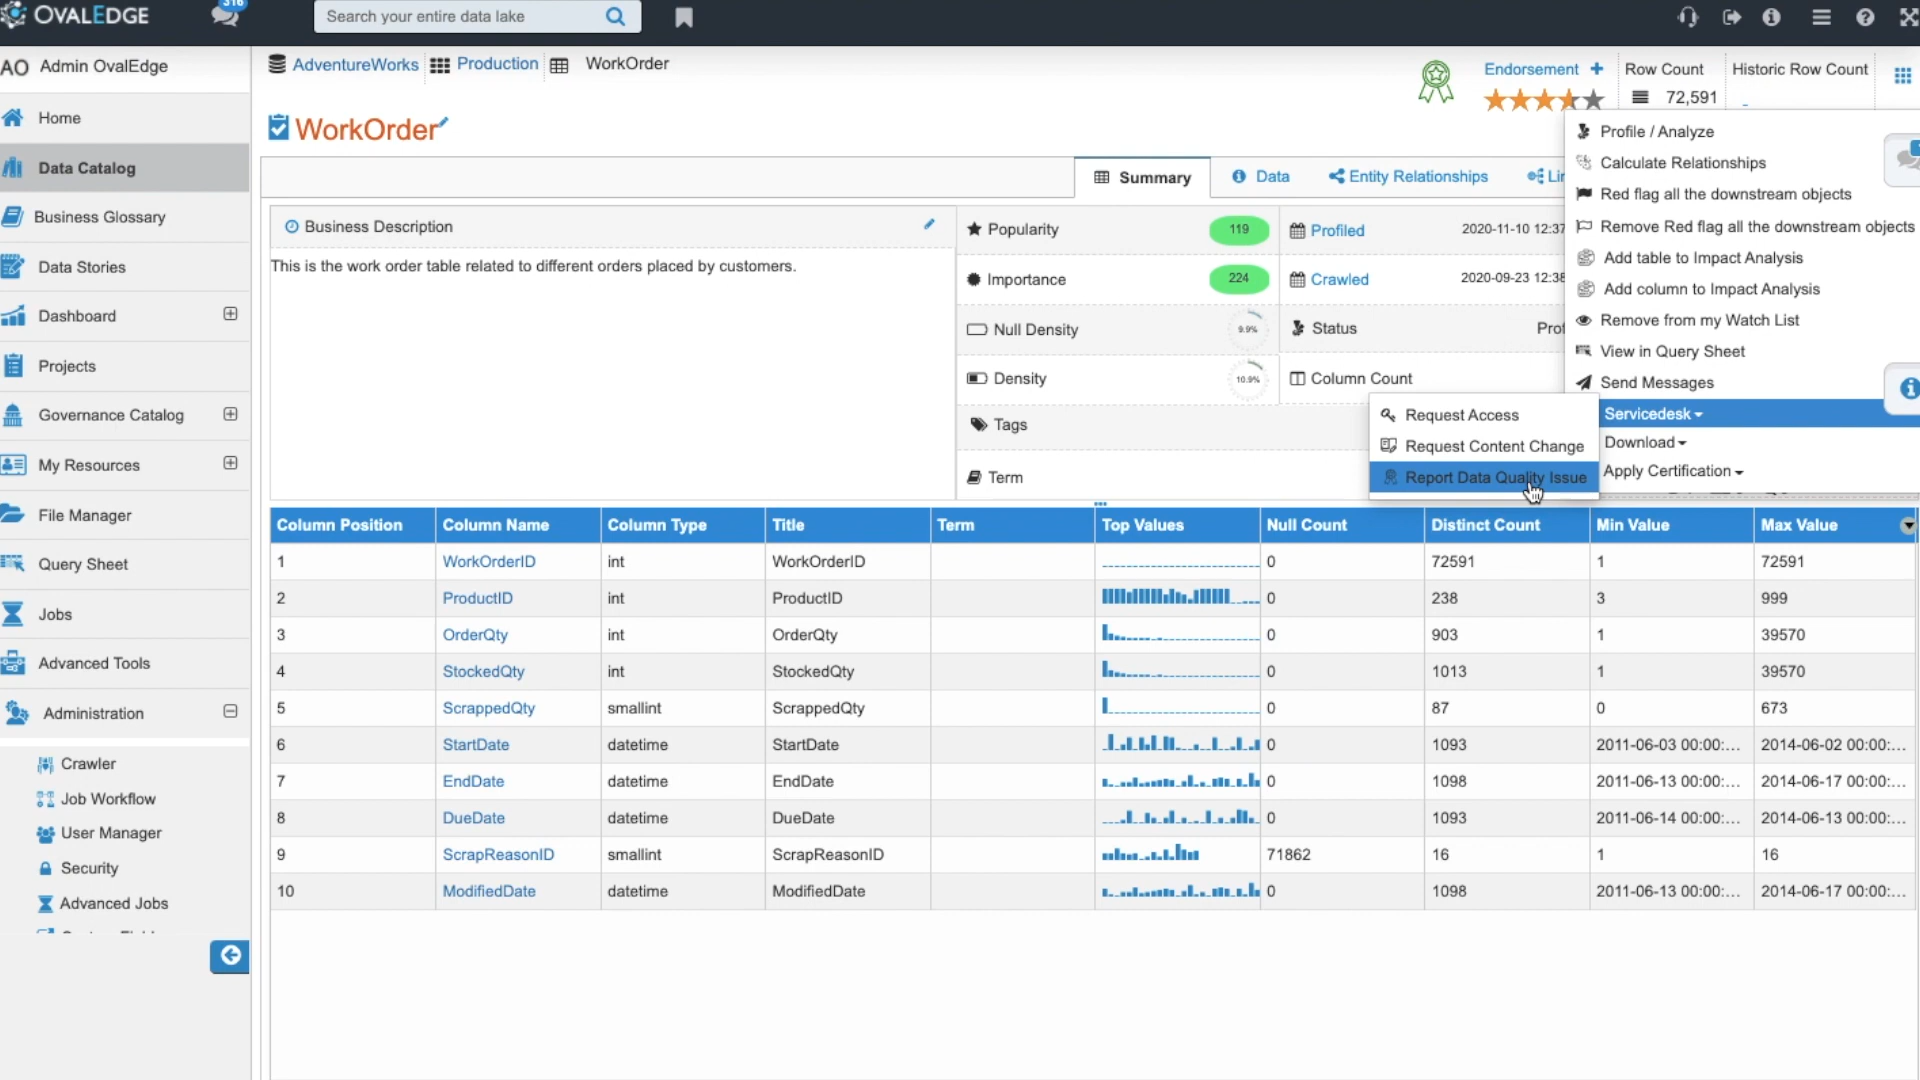 OVALEDGE
316
Search your entire data lake
AO Admin OvalEdge
Home
Data Catalog
Business Glossary
Data Stories
Dashboard
Projects
Governance Catalog
My Resources
File Manager
Query Sheet
Jobs
Advanced Tools
Administration
Crawler
Job Workflow
User Manager
Security
Advanced Jobs
AdventureWorks Production WorkOrder
WorkOrder
Endorsement + Row Count Historic Row Count
72,591 -
Summary Data Entity Relationships Lin
Business Description
This is the work order table related to different orders placed by customers.
Popularity 119 Profiled 2020-11-10 12:37
Importance 224 Crawled 2020-09-23 12:38
Null Density 9.9% Status Prof
Density 10.9% Column Count
Tags
Term
Profile / Analyze
Calculate Relationships
Red flag all the downstream objects
Remove Red flag all the downstream objects
Add table to Impact Analysis
Add column to Impact Analysis
Remove from my Watch List
View in Query Sheet
Send Messages
Servicedesk
Download
Apply Certification
Request Access
Request Content Change
Report Data Quality Issue
Column Position Column Name Column Type Title Term Top Values Null Count Distinct Count Min Value Max Value
1 WorkOrderID int WorkOrderID 0 72591 1 72591
2 ProductID int ProductID 0 238 3 999
3 OrderQty int OrderQty 0 903 1 39570
4 StockedQty int StockedQty 0 1013 1 39570
5 ScrappedQty smallint ScrappedQty 0 87 0 673
6 StartDate datetime StartDate 0 1093 2011-06-03 00:00:... 2014-06-02 00:00:...
7 EndDate datetime EndDate 0 1098 2011-06-13 00:00:... 2014-06-17 00:00:...
8 DueDate datetime DueDate 0 1093 2011-06-14 00:00:... 2014-06-13 00:00:...
9 ScrapReasonID smallint ScrapReasonID 71862 16 1 16
10 ModifiedDate datetime ModifiedDate 0 1098 2011-06-13 00:00:... 2014-06-17 00:00:...